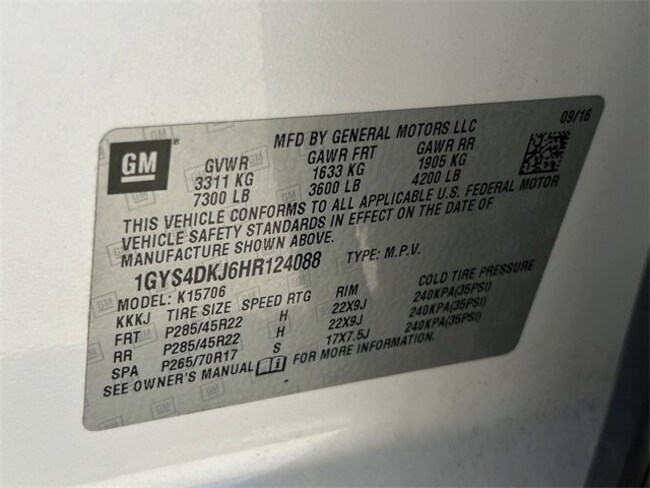 09/16
MFD BY GENERAL MOTORS LLC
GM
GVWR GAWR FRT GAWR RR
3311 KG 1633 KG 1905 KG
7300 LB 3600 LB 4200 LB
THIS VEHICLE CONFORMS TO ALL APPLICABLE U.S. FEDERAL MOTOR
VEHICLE SAFETY STANDARDS IN EFFECT ON THE DATE OF
MANUFACTURE SHOWN ABOVE.
1GYS4DKJ6HR124088 TYPE: M.P.V.
MODEL: K15706
KKKJ TIRE SIZE SPEED RTG RIM COLD TIRE PRESSURE
FRT P285/45R22 H 22X9J 240KPA(35PSI)
RR P285/45R22 H 22X9J 240KPA(35PSI)
SPA P265/70R17 S 17X7.5J 240KPA(35PSI)
SEE OWNER'S MANUAL FOR MORE INFORMATION.